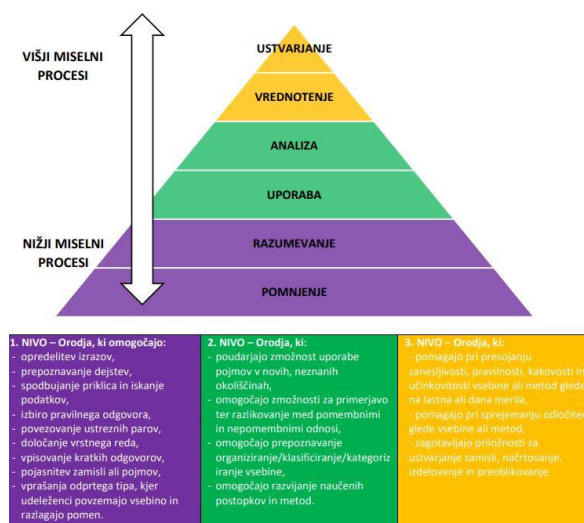 VIŠJI MISELNI
PROCESI
USTVARJANJE
VREDNOTENJE
ANALIZA
UPORABA
NIŽJI MISELNI
PROCESI
RAZUMEVANJE
POMNJENJE
1. NIVO – Orodja, ki omogočajo:
- opredelitev izrazov,
- prepoznavanje dejstev,
- spodbujanje priklica in iskanje
podatkov,
- izbiro pravilnega odgovora,
- povezovanje ustreznih parov,
- določanje vrstnega reda,
- vpisovanje kratkih odgovorov,
- pojasnitev zamisli ali pojmov,
- vprašanja odprtega tipa, kjer
udeleženci povzemajo vsebino in
razlagajo pomen.
2. NIVO – Orodja, ki:
- poudarjajo zmožnost uporabe
pojmov v novih, neznanih
okoliščinah,
- omogočajo zmožnosti za primerjavo
ter razlikovanje med pomembnimi
in nepomembni odnosi,
- omogočajo prepoznavanje
organiziranje/klasificiranje/kategoriz
iranje vsebine,
- omogočajo razvijanje naučenih
postopkov in metod.
3. NIVO – Orodja, ki:
- pomagajo pri presojanju
zanesljivosti, pravilnosti, kakovosti in
učinkovitosti vsebine ali metod glede
na lastna ali dana merila,
- pomagajo pri sprejemanju odločitev
glede vsebine ali metod,
- zagotavljajo priložnosti za
ustvarjanje zamisli, načrtovanje,
izdelovanje in preoblikovanje.